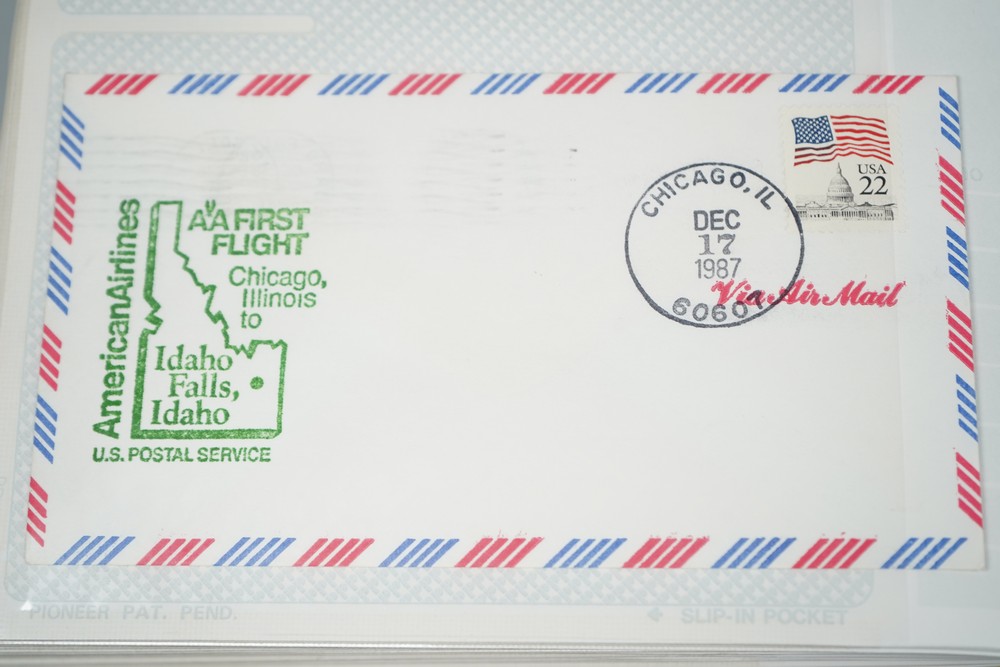 USA
22
CHICAGO, IL
DEC
17
1987
60607
Via Air Mail
AmericanAirlines
AA FIRST
FLIGHT
Chicago,
Illinois
to
Idaho
Falls,
Idaho
U.S. POSTAL SERVICE
PIONEER PAT. PEND.
SLIP-IN POCKET